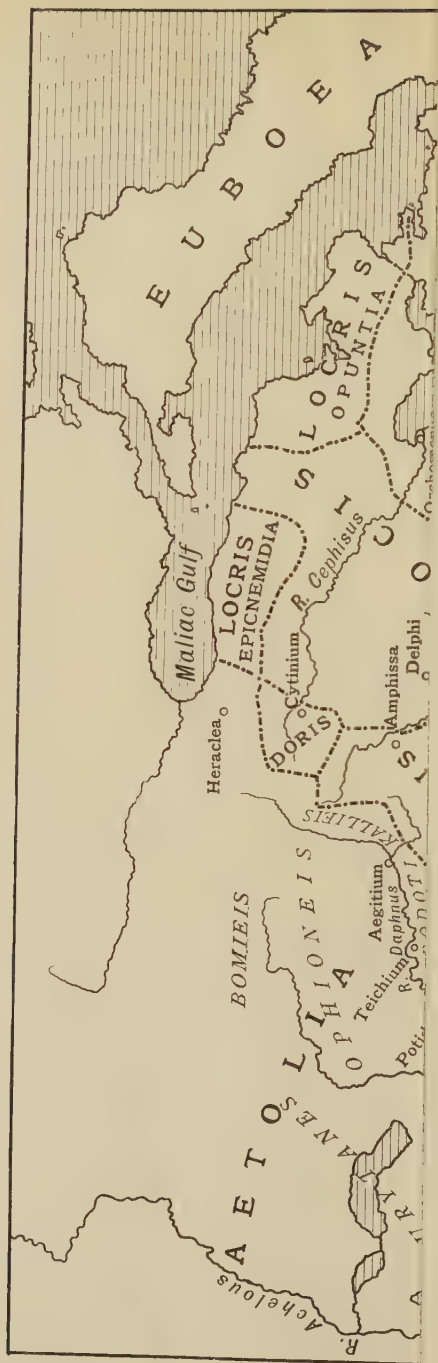 EUBOEA
Maliac Gulf
LOCRIS
OPUNTIA
LOCRIS
EPICNEMIDIA
R. Cephisus
Heraclea
Cytinium
DORIS
Amphissa
Delphi
KALLIEIS
BOMIEIS
OPHIONEIS
AETOLIA
Aegitium
R. Daphnus
Teichium
R. Achelous